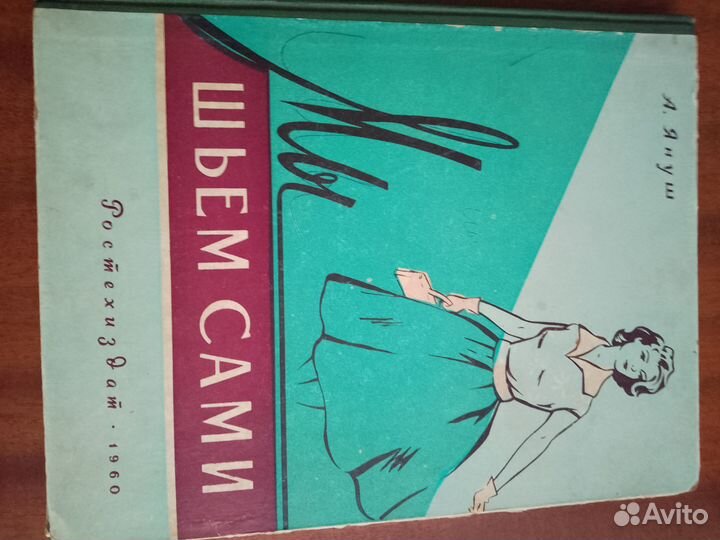 А. Януш
Мы
ШЬЕМ САМИ
Ростехиздат · 1960
Avito